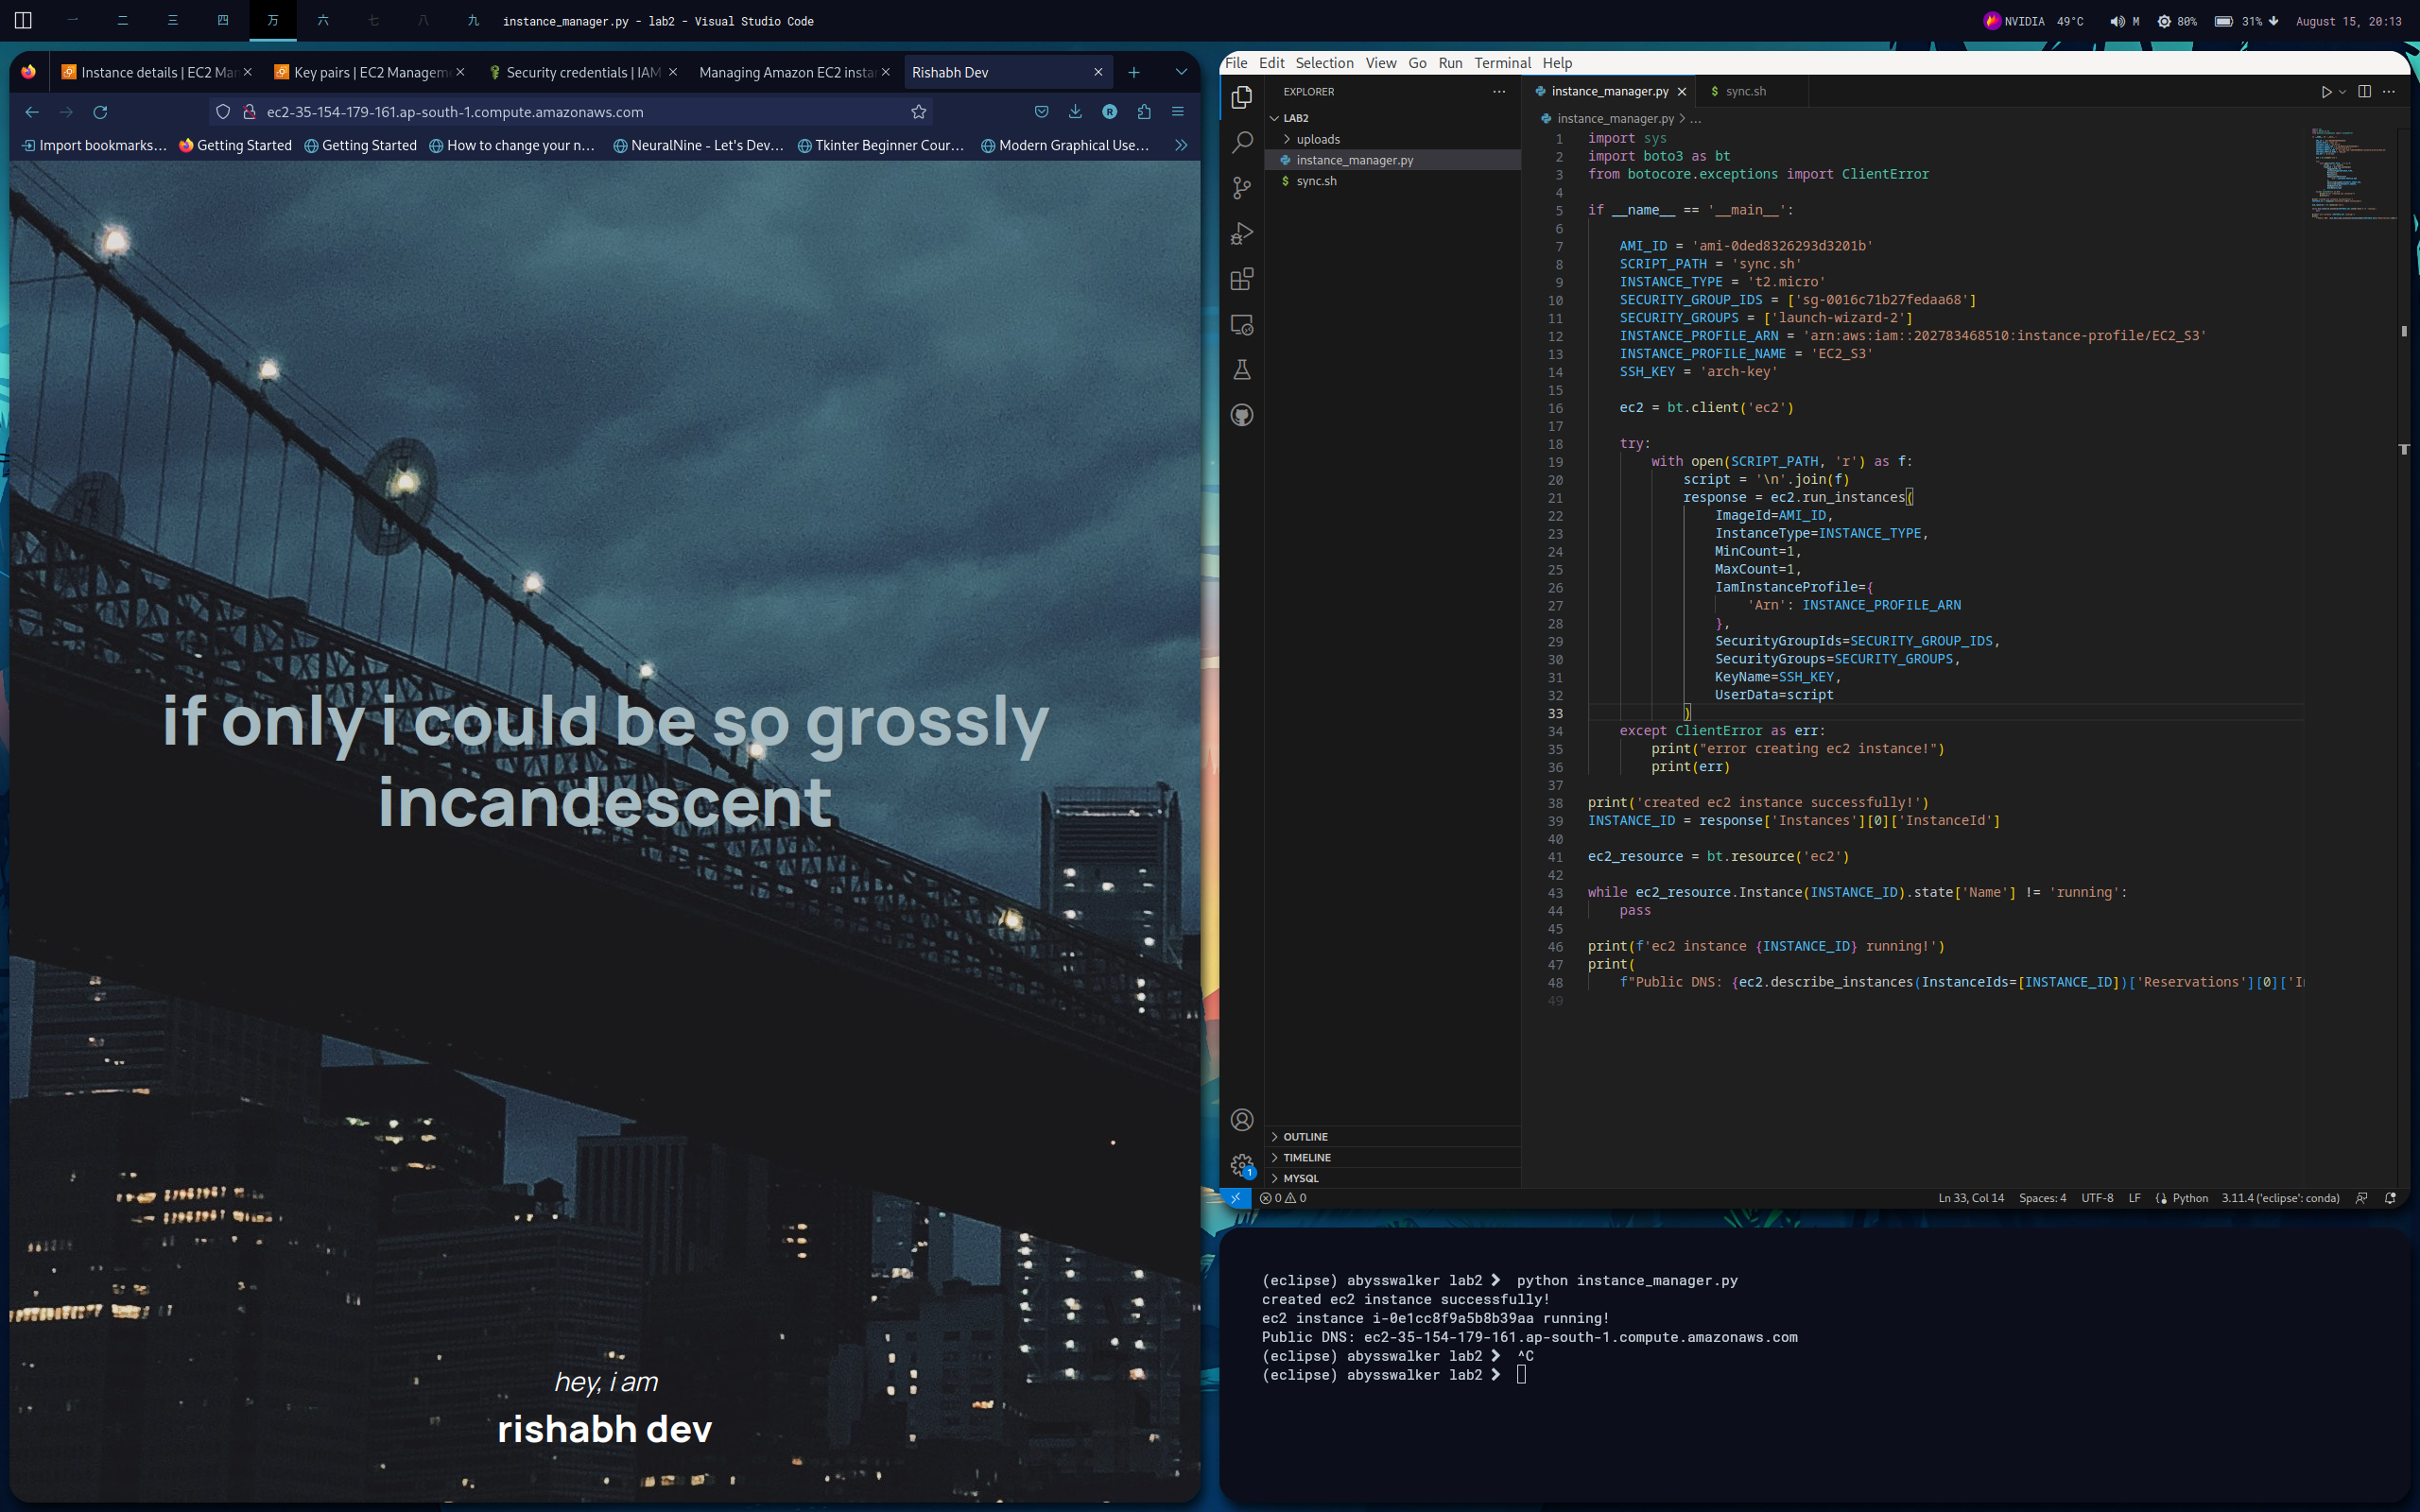 一 二 三 四 万 六 七 八 九 instance_manager.py - lab2 - Visual Studio Code NVIDIA 49°C M 80% 31% August 15, 20:13
Instance details | EC2 Man Key pairs | EC2 Managem Security credentials | IAM Managing Amazon EC2 insta Rishabh Dev
ec2-35-154-179-161.ap-south-1.compute.amazonaws.com
Import bookmarks… Getting Started Getting Started How to change your n… NeuralNine - Let's Dev… Tkinter Beginner Cour… Modern Graphical Use…
if only i could be so grossly
incandescent
hey, i am
rishabh dev
File Edit Selection View Go Run Terminal Help
EXPLORER
LAB2
uploads
instance_manager.py
sync.sh
OUTLINE
TIMELINE
MYSQL
instance_manager.py sync.sh
instance_manager.py > ...
1 import sys
2 import boto3 as bt
3 from botocore.exceptions import ClientError
4
5 if __name__ == '__main__':
6
7 AMI_ID = 'ami-0ded8326293d3201b'
8 SCRIPT_PATH = 'sync.sh'
9 INSTANCE_TYPE = 't2.micro'
10 SECURITY_GROUP_IDS = ['sg-0016c71b27fedaa68']
11 SECURITY_GROUPS = ['launch-wizard-2']
12 INSTANCE_PROFILE_ARN = 'arn:aws:iam::202783468510:instance-profile/EC2_S3'
13 INSTANCE_PROFILE_NAME = 'EC2_S3'
14 SSH_KEY = 'arch-key'
15
16 ec2 = bt.client('ec2')
17
18 try:
19 with open(SCRIPT_PATH, 'r') as f:
20 script = '\n'.join(f)
21 response = ec2.run_instances(
22 ImageId=AMI_ID,
23 InstanceType=INSTANCE_TYPE,
24 MinCount=1,
25 MaxCount=1,
26 IamInstanceProfile={
27 'Arn': INSTANCE_PROFILE_ARN
28 },
29 SecurityGroupIds=SECURITY_GROUP_IDS,
30 SecurityGroups=SECURITY_GROUPS,
31 KeyName=SSH_KEY,
32 UserData=script
33 )
34 except ClientError as err:
35 print("error creating ec2 instance!")
36 print(err)
37
38 print('created ec2 instance successfully!')
39 INSTANCE_ID = response['Instances'][0]['InstanceId']
40
41 ec2_resource = bt.resource('ec2')
42
43 while ec2_resource.Instance(INSTANCE_ID).state['Name'] != 'running':
44 pass
45
46 print(f'ec2 instance {INSTANCE_ID} running!')
47 print(
48 f"Public DNS: {ec2.describe_instances(InstanceIds=[INSTANCE_ID])['Reservations'][0]['In
49
1
0 0 Ln 33, Col 14 Spaces: 4 UTF-8 LF Python 3.11.4 ('eclipse': conda)
(eclipse) abysswalker lab2 python instance_manager.py
created ec2 instance successfully!
ec2 instance i-0e1cc8f9a5b8b39aa running!
Public DNS: ec2-35-154-179-161.ap-south-1.compute.amazonaws.com
(eclipse) abysswalker lab2 ^C
(eclipse) abysswalker lab2